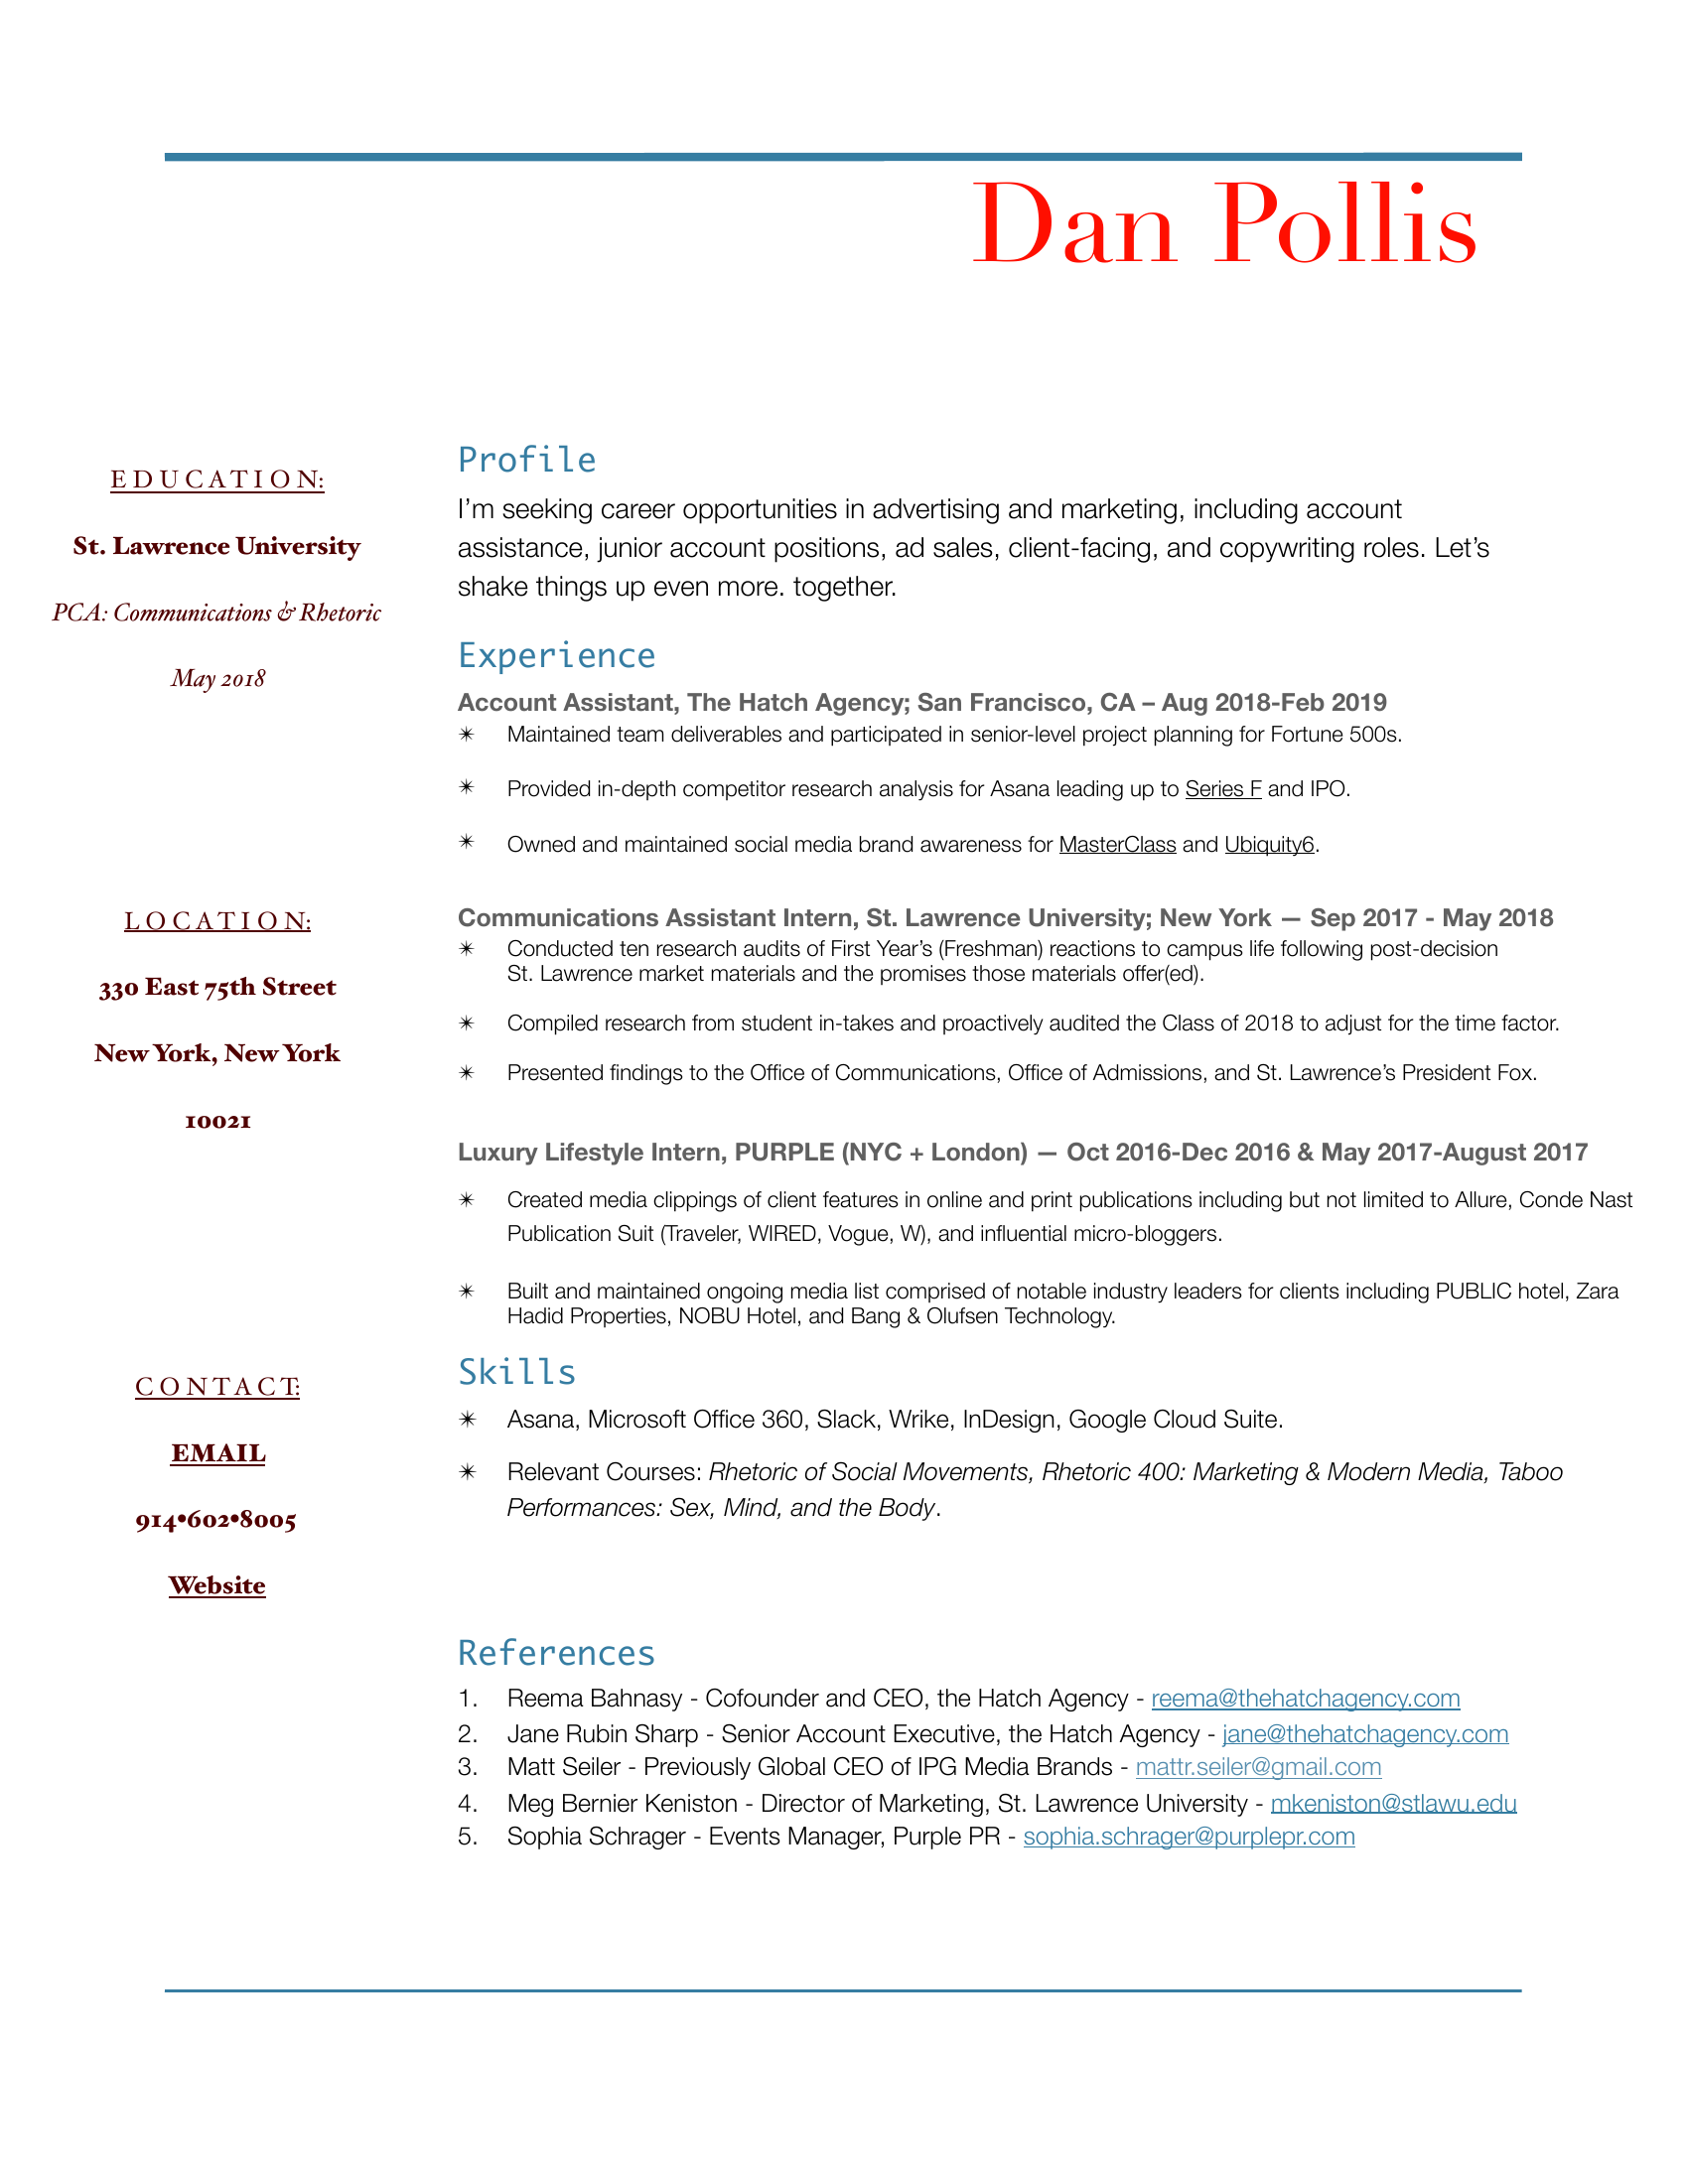 Dan Pollis
EDUCATION:
St. Lawrence University
PCA: Communications & Rhetoric
May 2018
LOCATION:
330 East 75th Street
New York, New York
10021
CONTACT:
EMAIL
914•602•8005
Website
Profile
I’m seeking career opportunities in advertising and marketing, including account
assistance, junior account positions, ad sales, client-facing, and copywriting roles. Let’s
shake things up even more. together.
Experience
Account Assistant, The Hatch Agency; San Francisco, CA – Aug 2018-Feb 2019
✴ Maintained team deliverables and participated in senior-level project planning for Fortune 500s.
✴ Provided in-depth competitor research analysis for Asana leading up to Series F and IPO.
✴ Owned and maintained social media brand awareness for MasterClass and Ubiquity6.
Communications Assistant Intern, St. Lawrence University; New York — Sep 2017 - May 2018
✴ Conducted ten research audits of First Year’s (Freshman) reactions to campus life following post-decision
St. Lawrence market materials and the promises those materials offer(ed).
✴ Compiled research from student in-takes and proactively audited the Class of 2018 to adjust for the time factor.
✴ Presented findings to the Office of Communications, Office of Admissions, and St. Lawrence’s President Fox.
Luxury Lifestyle Intern, PURPLE (NYC + London) — Oct 2016-Dec 2016 & May 2017-August 2017
✴ Created media clippings of client features in online and print publications including but not limited to Allure, Conde Nast
Publication Suit (Traveler, WIRED, Vogue, W), and influential micro-bloggers.
✴ Built and maintained ongoing media list comprised of notable industry leaders for clients including PUBLIC hotel, Zara
Hadid Properties, NOBU Hotel, and Bang & Olufsen Technology.
Skills
✴ Asana, Microsoft Office 360, Slack, Wrike, InDesign, Google Cloud Suite.
✴ Relevant Courses: Rhetoric of Social Movements, Rhetoric 400: Marketing & Modern Media, Taboo
Performances: Sex, Mind, and the Body.
References
1. Reema Bahnasy - Cofounder and CEO, the Hatch Agency - reema@thehatchagency.com
2. Jane Rubin Sharp - Senior Account Executive, the Hatch Agency - jane@thehatchagency.com
3. Matt Seiler - Previously Global CEO of IPG Media Brands - mattr.seiler@gmail.com
4. Meg Bernier Keniston - Director of Marketing, St. Lawrence University - mkeniston@stlawu.edu
5. Sophia Schrager - Events Manager, Purple PR - sophia.schrager@purplepr.com